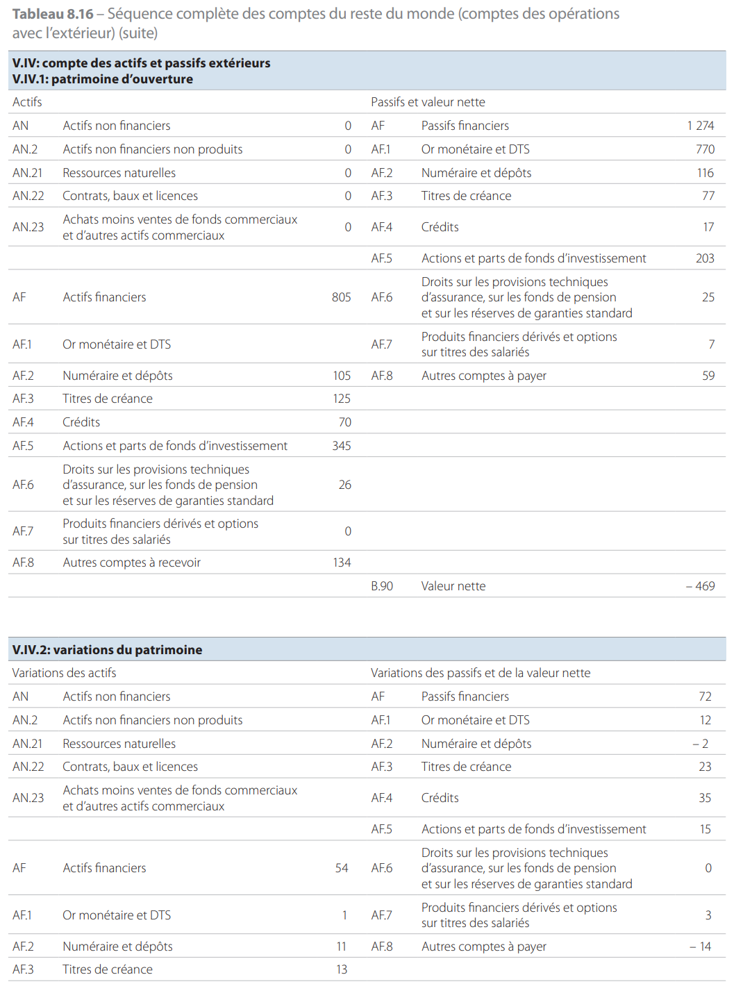 Tableau 8.16 – Séquence complète des comptes du reste du monde (comptes des opérations
avec l’extérieur) (suite)
V.IV: compte des actifs et passifs extérieurs
V.IV.1: patrimoine d’ouverture
Actifs Passifs et valeur nette
AN Actifs non financiers 0 AF Passifs financiers 1 274
AN.2 Actifs non financiers non produits 0 AF.1 Or monétaire et DTS 770
AN.21 Ressources naturelles 0 AF.2 Numéraire et dépôts 116
AN.22 Contrats, baux et licences 0 AF.3 Titres de créance 77
AN.23 Achats moins ventes de fonds commerciaux
et d’autres actifs commerciaux 0 AF.4 Crédits 17
AF.5 Actions et parts de fonds d’investissement 203
AF Actifs financiers 805 AF.6 Droits sur les provisions techniques
d’assurance, sur les fonds de pension
et sur les réserves de garanties standard 25
AF.1 Or monétaire et DTS AF.7 Produits financiers dérivés et options
sur titres des salariés 7
AF.2 Numéraire et dépôts 105 AF.8 Autres comptes à payer 59
AF.3 Titres de créance 125
AF.4 Crédits 70
AF.5 Actions et parts de fonds d’investissement 345
AF.6 Droits sur les provisions techniques
d’assurance, sur les fonds de pension
et sur les réserves de garanties standard 26
AF.7 Produits financiers dérivés et options
sur titres des salariés 0
AF.8 Autres comptes à recevoir 134
B.90 Valeur nette – 469
V.IV.2: variations du patrimoine
Variations des actifs Variations des passifs et de la valeur nette
AN Actifs non financiers AF Passifs financiers 72
AN.2 Actifs non financiers non produits AF.1 Or monétaire et DTS 12
AN.21 Ressources naturelles AF.2 Numéraire et dépôts – 2
AN.22 Contrats, baux et licences AF.3 Titres de créance 23
AN.23 Achats moins ventes de fonds commerciaux
et d’autres actifs commerciaux AF.4 Crédits 35
AF.5 Actions et parts de fonds d’investissement 15
AF Actifs financiers 54 AF.6 Droits sur les provisions techniques
d’assurance, sur les fonds de pension
et sur les réserves de garanties standard 0
AF.1 Or monétaire et DTS 1 AF.7 Produits financiers dérivés et options
sur titres des salariés 3
AF.2 Numéraire et dépôts 11 AF.8 Autres comptes à payer – 14
AF.3 Titres de créance 13